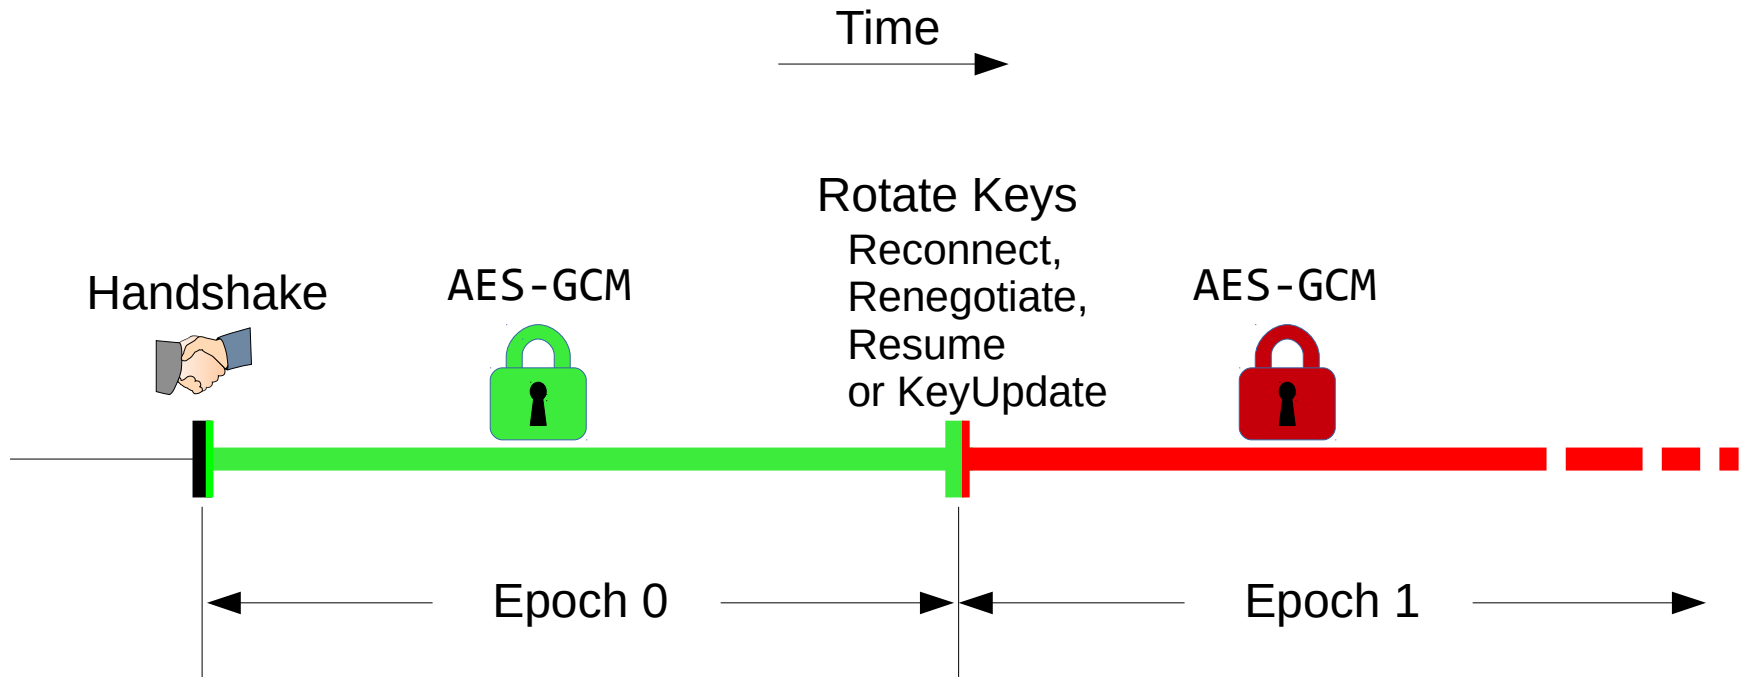 Time
Rotate Keys
Reconnect,
Renegotiate,
Resume
or KeyUpdate
Handshake
AES-GCM
AES-GCM
Epoch 0
Epoch 1